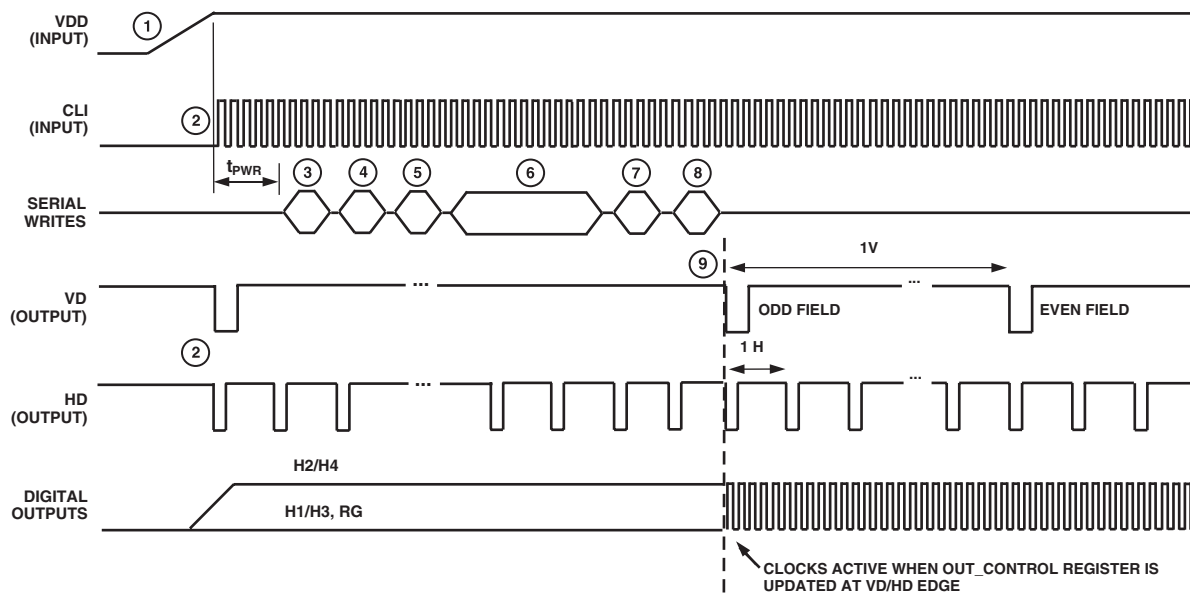 VDD
(INPUT)
1
CLI
(INPUT)
2
tPWR
SERIAL
WRITES
3
4
5
6
7
8
9
1V
VD
(OUTPUT)
...
...
ODD FIELD
EVEN FIELD
2
1 H
HD
(OUTPUT)
...
...
H2/H4
DIGITAL
OUTPUTS
H1/H3, RG
CLOCKS ACTIVE WHEN OUT_CONTROL REGISTER IS
UPDATED AT VD/HD EDGE